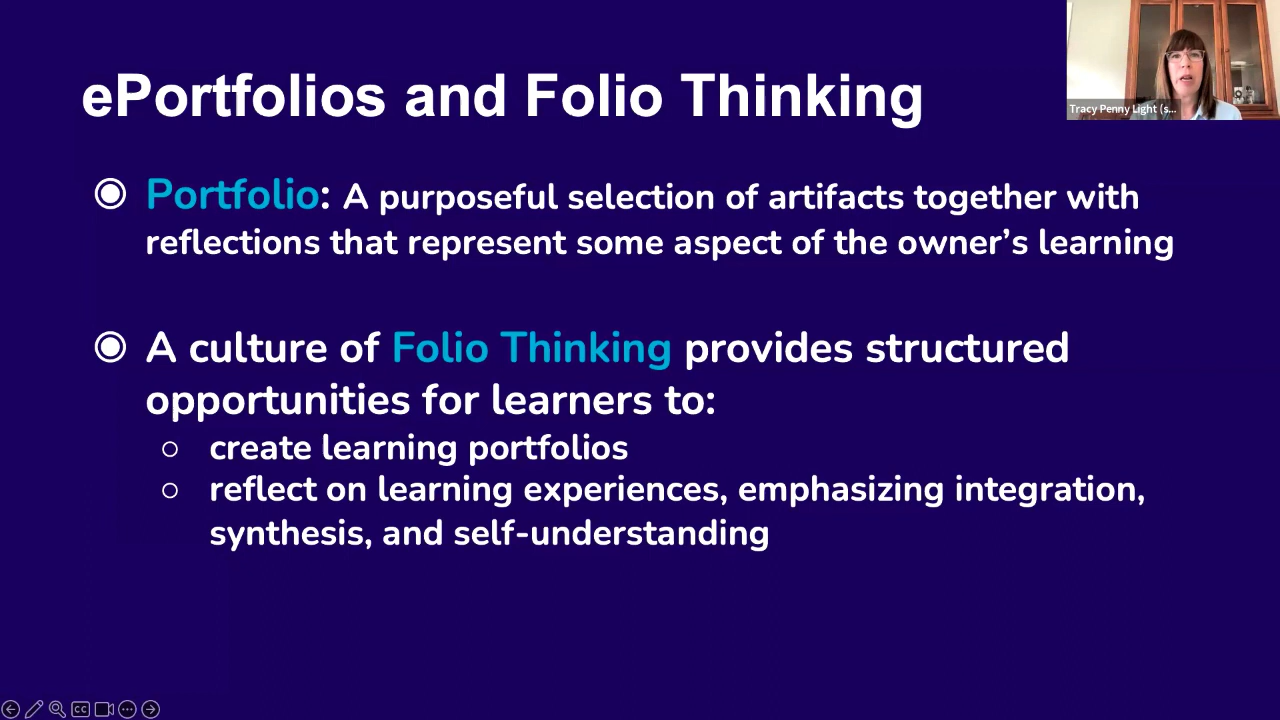 ePortfolios and Folio Thinking
Tracy Penny Light (s...
Portfolio: A purposeful selection of artifacts together with
reflections that represent some aspect of the owner’s learning
A culture of Folio Thinking provides structured
opportunities for learners to:
create learning portfolios
reflect on learning experiences, emphasizing integration,
synthesis, and self-understanding
CC